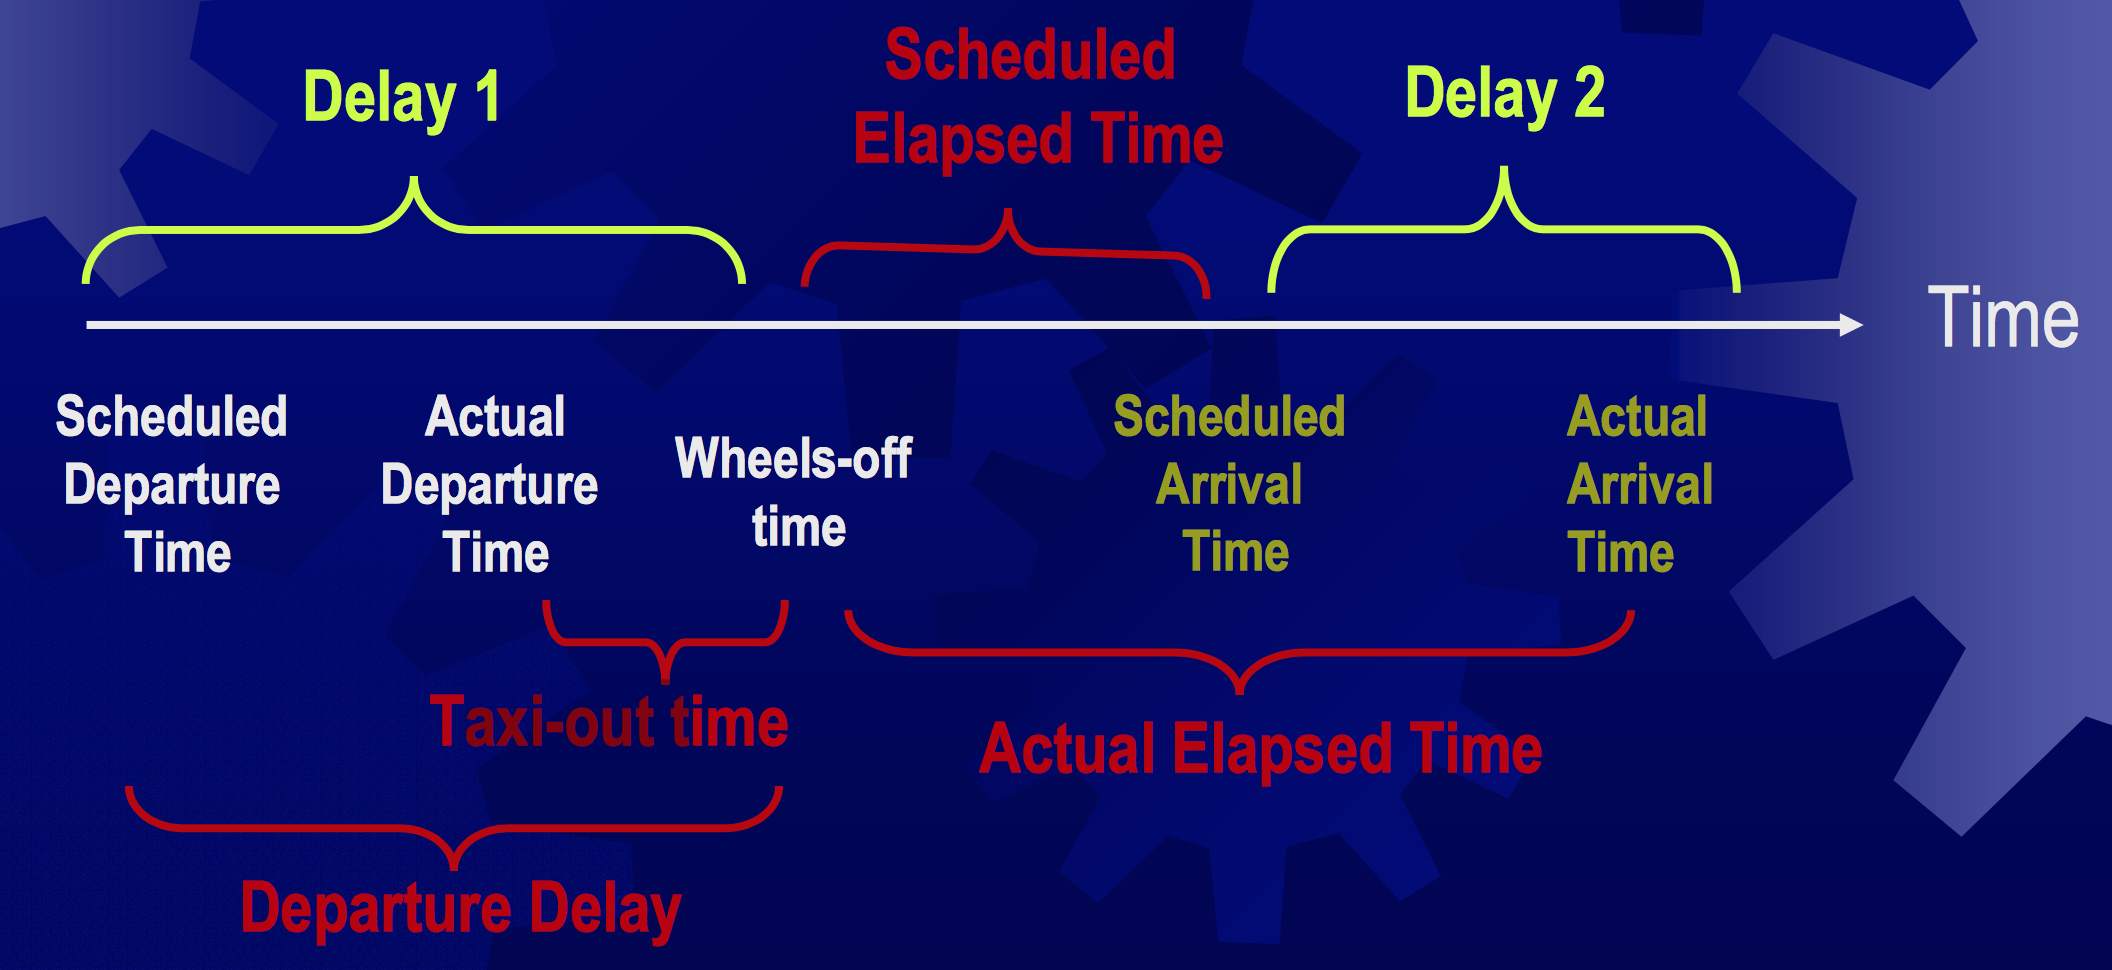 Delay 1
Scheduled
Elapsed Time
Delay 2
Time
Scheduled
Departure
Time
Actual
Departure
Time
Wheels-off
time
Scheduled
Arrival
Time
Actual
Arrival
Time
Taxi-out time
Actual Elapsed Time
Departure Delay